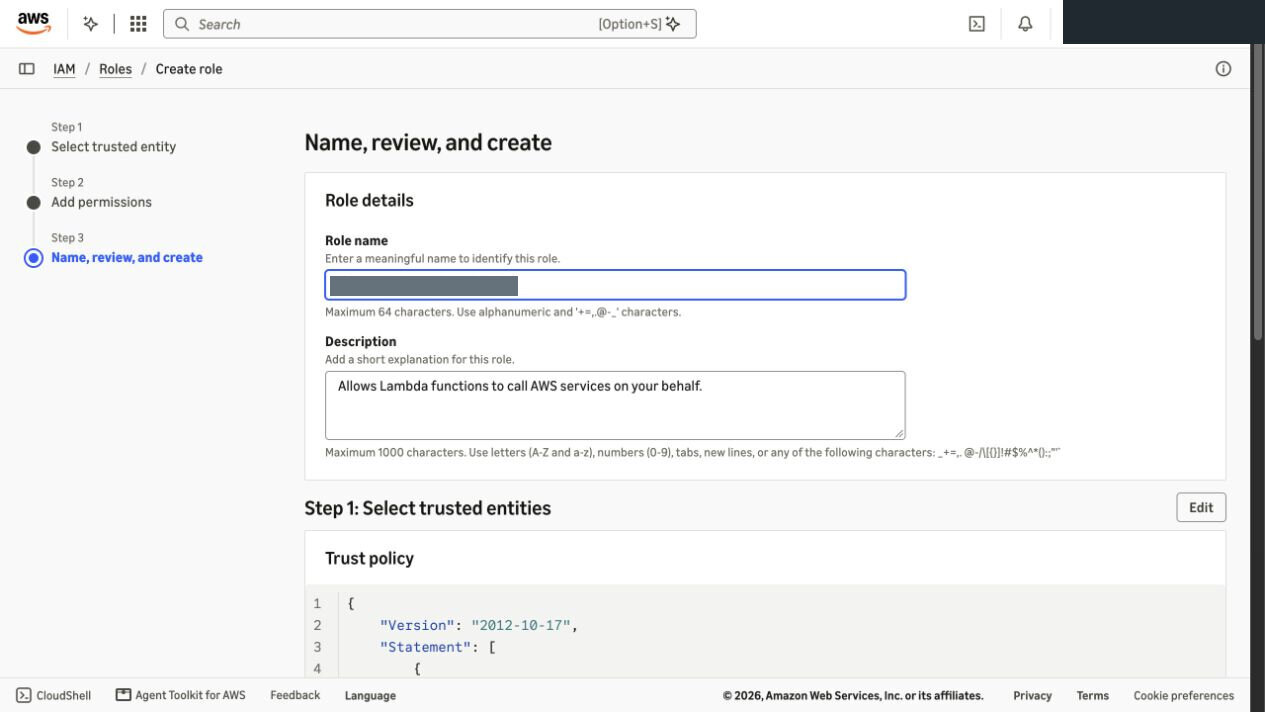 aws
Search [Option+S]
IAM / Roles / Create role
Step 1
Select trusted entity
Step 2
Add permissions
Step 3
Name, review, and create
Name, review, and create
Role details
Role name
Enter a meaningful name to identify this role.
Maximum 64 characters. Use alphanumeric and '+=,.@-_' characters.
Description
Add a short explanation for this role.
Allows Lambda functions to call AWS services on your behalf.
Maximum 1000 characters. Use letters (A-Z and a-z), numbers (0-9), tabs, new lines, or any of the following characters: _+=,. @-/\[{}]!#$%^*():;"'`
Step 1: Select trusted entities
Edit
Trust policy
1 {
2 "Version": "2012-10-17",
3 "Statement": [
4 {
CloudShell Agent Toolkit for AWS Feedback Language © 2026, Amazon Web Services, Inc. or its affiliates. Privacy Terms Cookie preferences